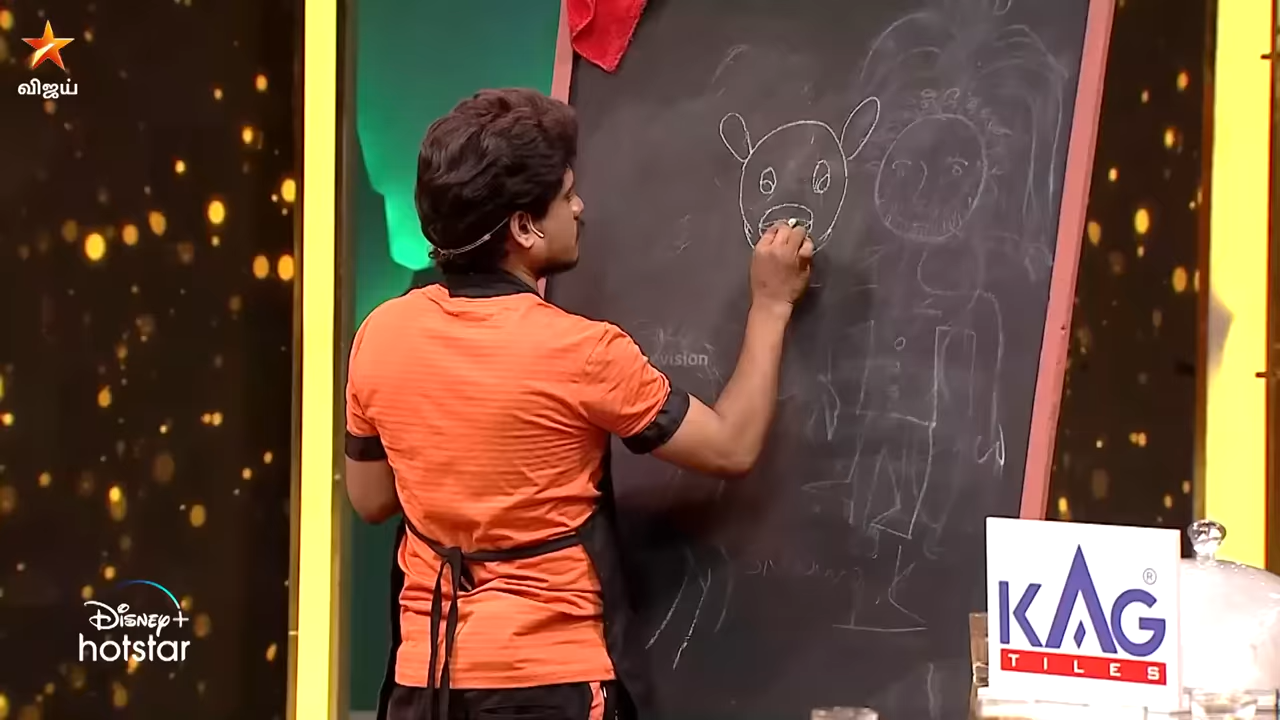 விஜய்
Disney+
hotstar
KAG®
TILES